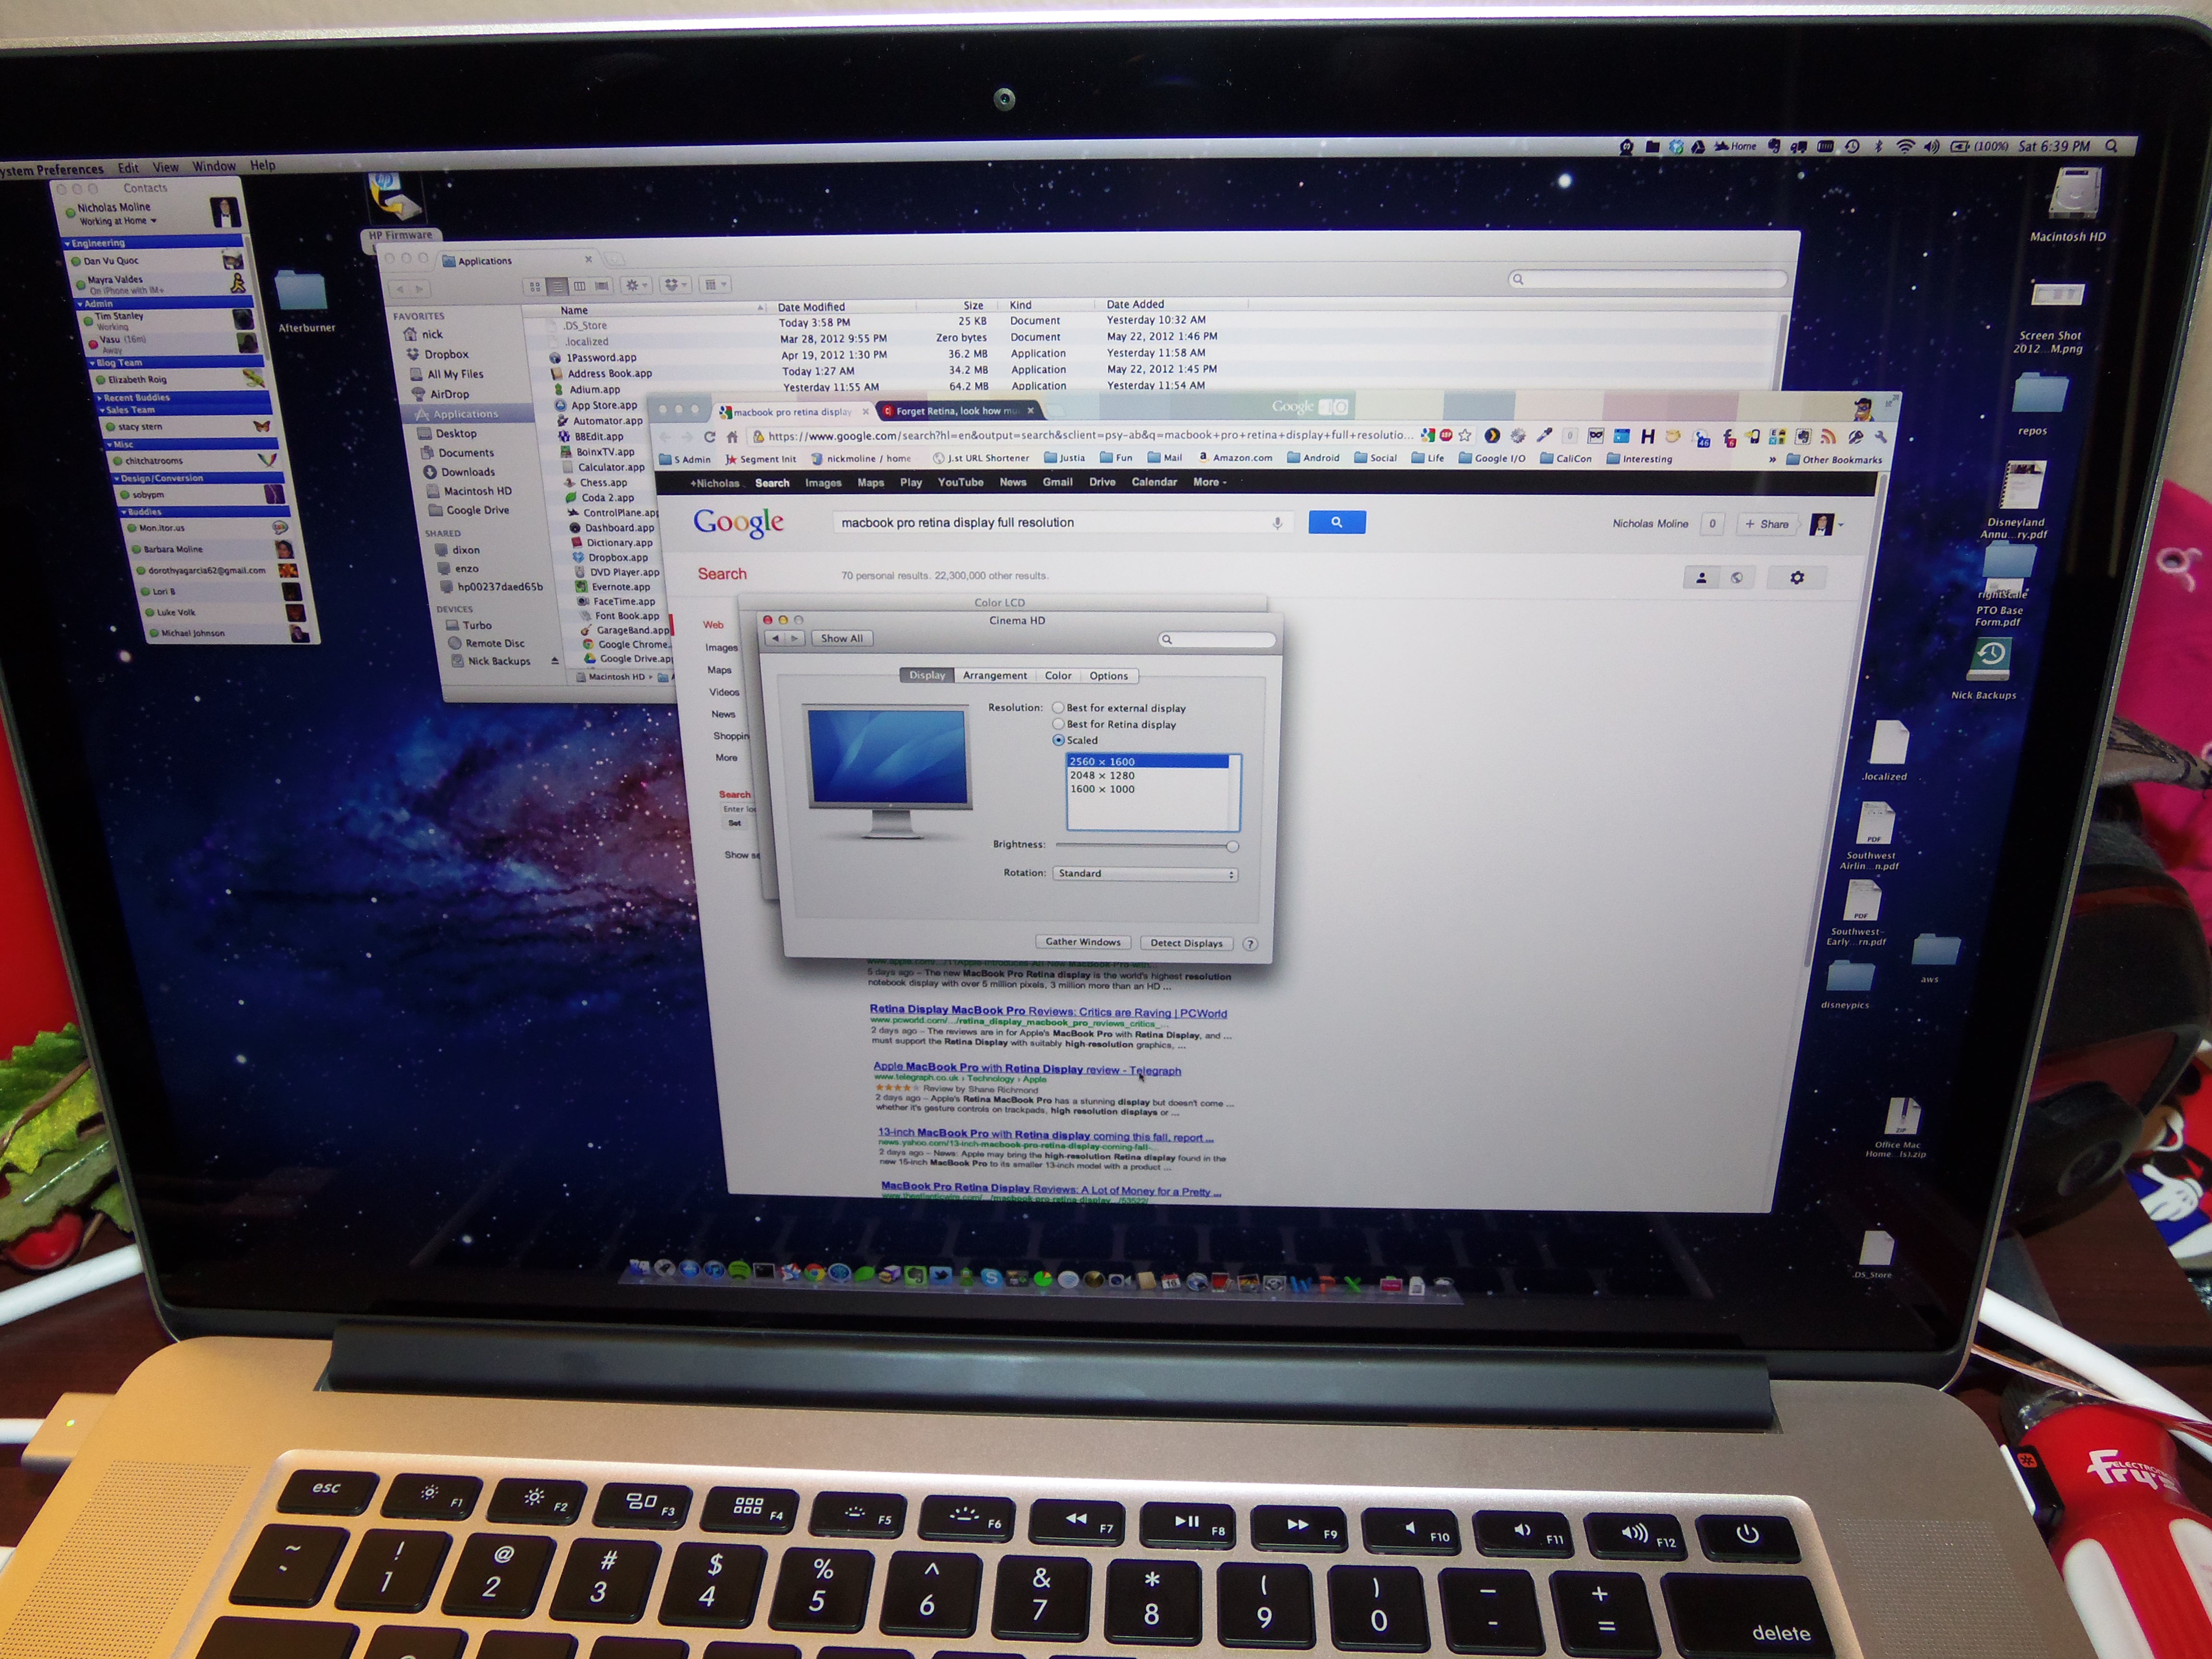 ystem Preferences Edit View Window Help
Home (100%) Sat 6:39 PM
Contacts
Nicholas Moline
Working at Home
Engineering
Dan Vu Quoc
Mayra Valdes
On iPhone with IM+
Admin
Tim Stanley
Working
Vasu (16m)
Away
Blog Team
Elizabeth Roig
Recent Buddies
Sales Team
stacy stern
Misc
chitchatrooms
Design/Conversion
sobypm
Buddies
Mon.itor.us
Barbara Moline
dorothyagarcia62@gmail.com
Lori B
Luke Volk
Michael Johnson
HP Firmware
Afterburner
Applications
FAVORITES
nick
Dropbox
All My Files
AirDrop
Applications
Desktop
Documents
Downloads
Macintosh HD
Google Drive
SHARED
dixon
enzo
hp00237daed65b
DEVICES
Turbo
Remote Disc
Nick Backups
Name Date Modified Size Kind Date Added
.DS_Store Today 3:58 PM 25 KB Document Yesterday 10:32 AM
.localized Mar 28, 2012 9:55 PM Zero bytes Document May 22, 2012 1:46 PM
1Password.app Apr 19, 2012 1:30 PM 36.2 MB Application Yesterday 11:58 AM
Address Book.app Today 1:27 AM 34.2 MB Application May 22, 2012 1:45 PM
Adium.app Yesterday 11:55 AM 64.2 MB Application Yesterday 11:54 AM
App Store.app
Automator.app
BBEdit.app
BoinxTV.app
Calculator.app
Chess.app
Coda 2.app
ControlPlane.app
Dashboard.app
Dictionary.app
Dropbox.app
DVD Player.app
Evernote.app
FaceTime.app
Font Book.app
GarageBand.app
Google Chrome.
Google Drive.ap
Macintosh HD
macbook pro retina display
Forget Retina, look how mu
Google
https://www.google.com/search?hl=en&output=search&sclient=psy-ab&q=macbook+pro+retina+display+full+resolutio...
S Admin Segment Init nickmoline / home J.st URL Shortener Justia Fun Mail Amazon.com Android Social Life Google I/O CaliCon Interesting » Other Bookmarks
+Nicholas Search Images Maps Play YouTube News Gmail Drive Calendar More
Google
macbook pro retina display full resolution
Nicholas Moline 0 + Share
Search
70 personal results. 22,300,000 other results.
Web
Images
Maps
Videos
News
Shoppin
More
Search
Enter lo
Set
Show se
Color LCD
Cinema HD
Show All
Display Arrangement Color Options
Resolution: Best for external display
Best for Retina display
Scaled
2560 × 1600
2048 × 1280
1600 × 1000
Brightness:
Rotation: Standard
Gather Windows Detect Displays ?
5 days ago – The new MacBook Pro Retina display is the world's highest resolution
notebook display with over 5 million pixels, 3 million more than an HD ...
Retina Display MacBook Pro Reviews: Critics are Raving | PCWorld
www.pcworld.com/.../retina_display_macbook_pro_reviews_critics_...
2 days ago – The reviews are in for Apple's MacBook Pro with Retina Display, and ...
must support the Retina Display with suitably high-resolution graphics, ...
Apple MacBook Pro with Retina Display review - Telegraph
www.telegraph.co.uk › Technology › Apple
Review by Shane Richmond
2 days ago – Apple's Retina MacBook Pro has a stunning display but doesn't come ...
whether it's gesture controls on trackpads, high resolution displays or ...
13-inch MacBook Pro with Retina display coming this fall, report ...
news.yahoo.com/13-inch-macbook-pro-retina-display-coming-fall-...
2 days ago – News: Apple may bring the high-resolution Retina display found in the
new 15-inch MacBook Pro to its smaller 13-inch model with a product ...
MacBook Pro Retina Display Reviews: A Lot of Money for a Pretty ...
Macintosh HD
Screen Shot
2012 ...M.png
repos
Disneyland
Annu...ry.pdf
rightscale
PTO Base
Form.pdf
Nick Backups
.localized
PDF
Southwest
Airlin...n.pdf
PDF
Southwest-
Early...rn.pdf
aws
disneypics
ZIP
Office Mac
Home...(s).zip
.DS_Store
Fry's
ELECTRONICS
esc F1 F2 F3 F4 F5 F6 F7 F8 F9 F10 F11 F12
~ ! @ # $ % ^ & * ( ) – +
1 2 3 4 5 6 7 8 9 0 - =
delete